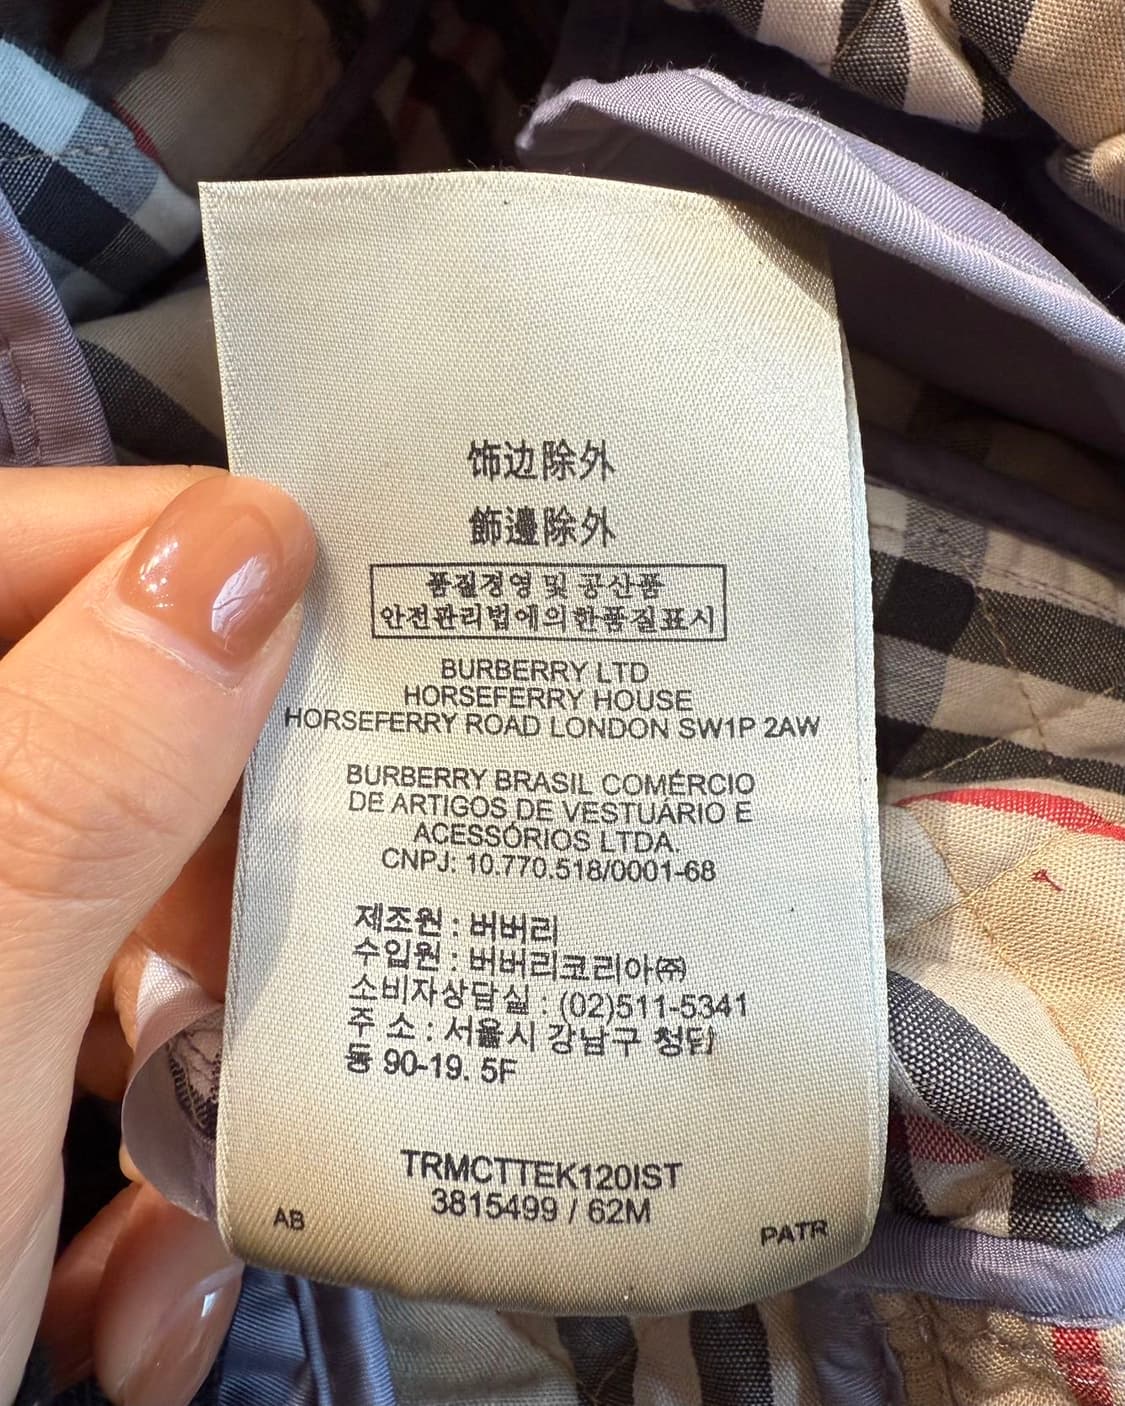 饰边除外
飾邊除外
품질경영 및 공산품
안전관리법에의한품질표시
BURBERRY LTD
HORSEFERRY HOUSE
HORSEFERRY ROAD LONDON SW1P 2AW
BURBERRY BRASIL COMÉRCIO
DE ARTIGOS DE VESTUÁRIO E
ACESSÓRIOS LTDA.
CNPJ: 10.770.518/0001-68
제조원 : 버버리
수입원 : 버버리코리아㈜
소비자상담실 : (02)511-5341
주 소 : 서울시 강남구 청담
동 90-19. 5F
TRMCTTEK120IST
3815499 / 62M
AB
PATR